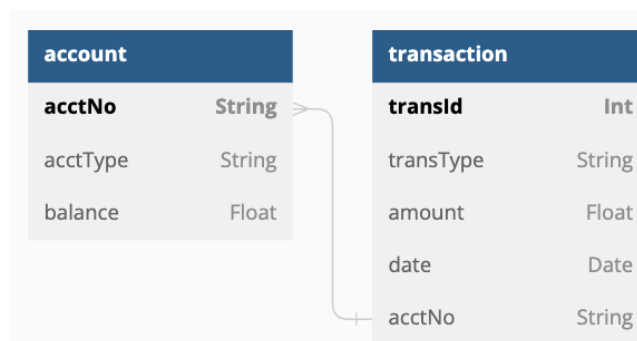 account
acctNo String
acctType String
balance Float
transaction
transId Int
transType String
amount Float
date Date
acctNo String